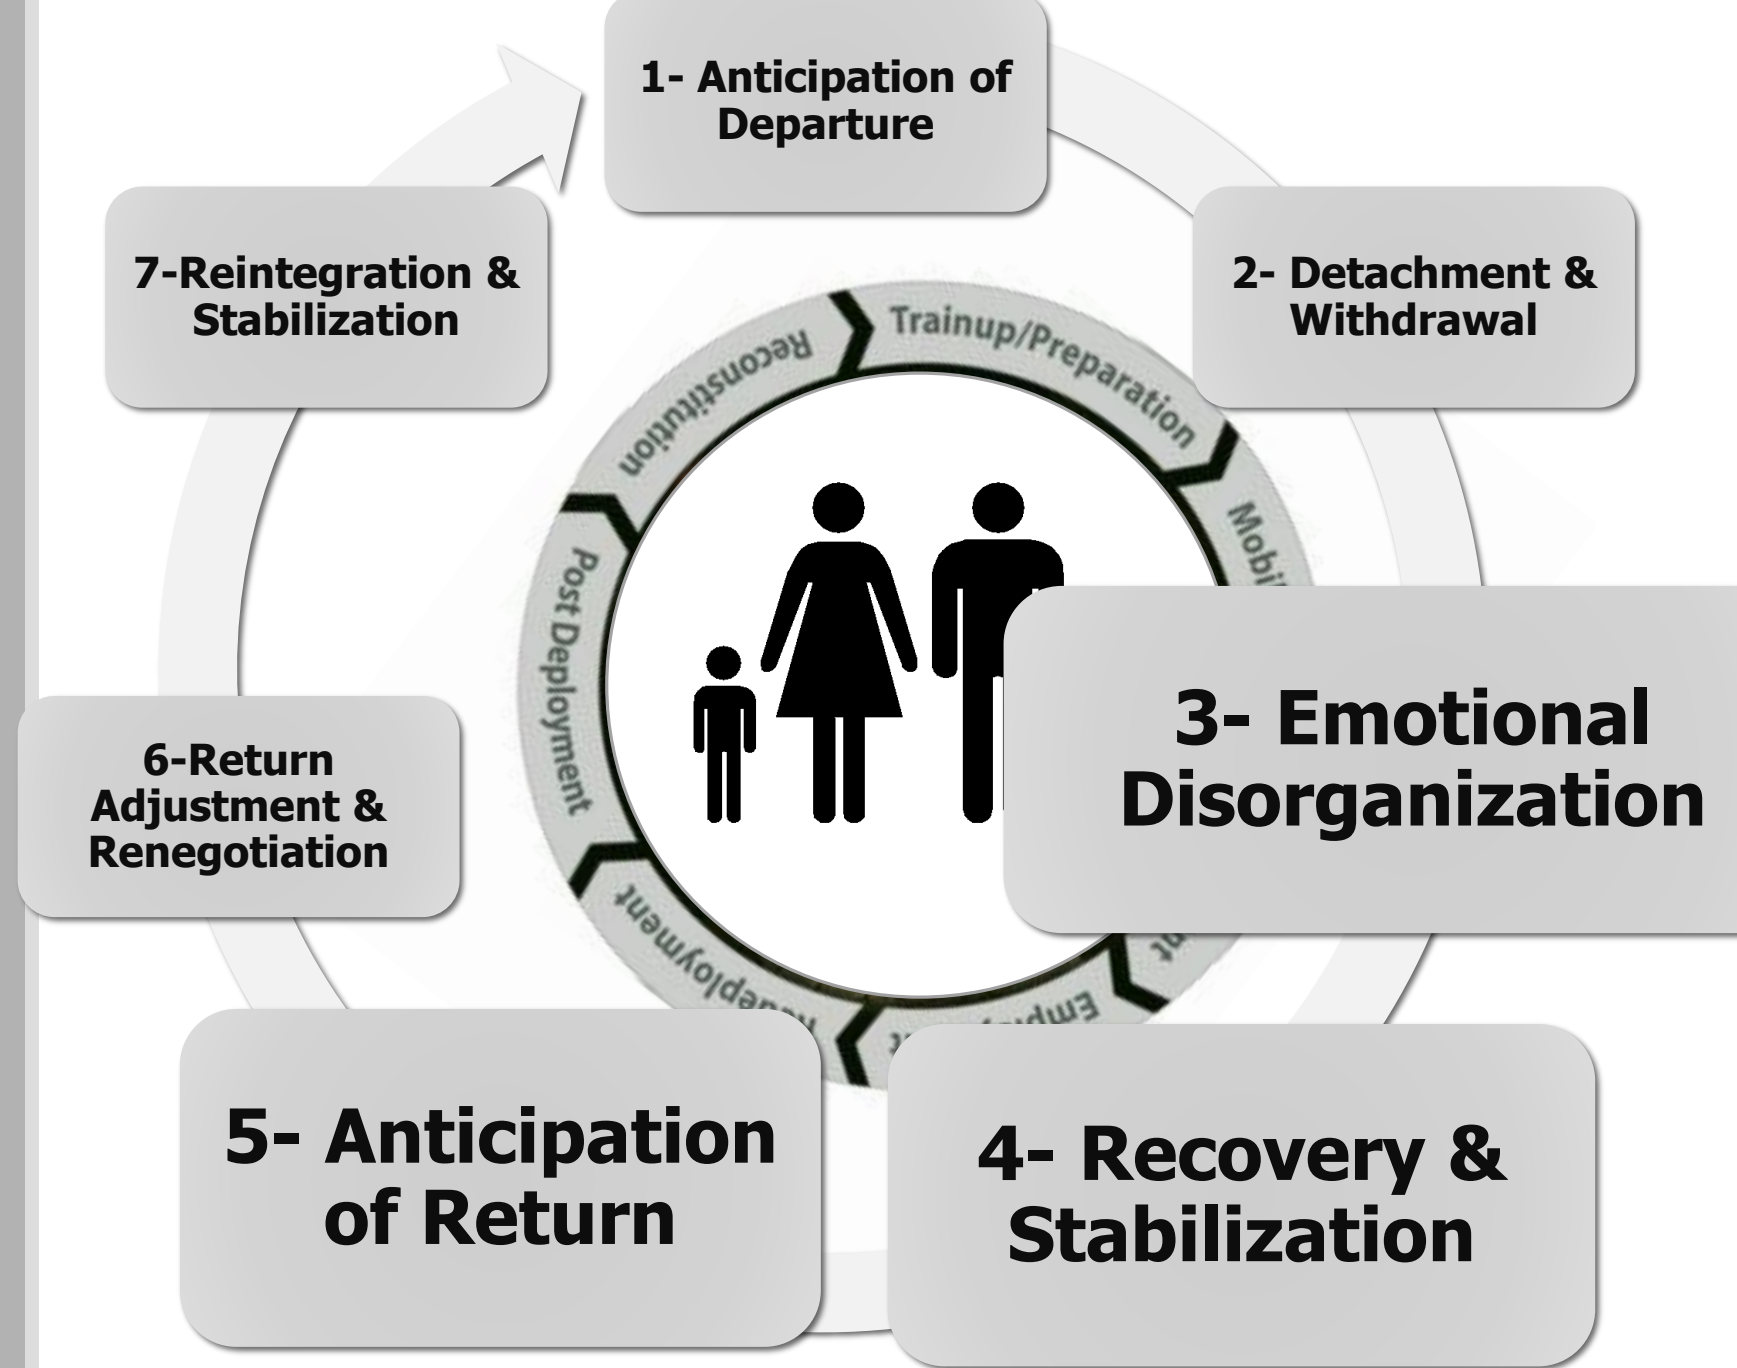 1- Anticipation of
Departure
2- Detachment &
Withdrawal
3- Emotional
Disorganization
4- Recovery &
Stabilization
5- Anticipation
of Return
6-Return
Adjustment &
Renegotiation
7-Reintegration &
Stabilization
Trainup/Preparation
Post Deployment
Reconstitution